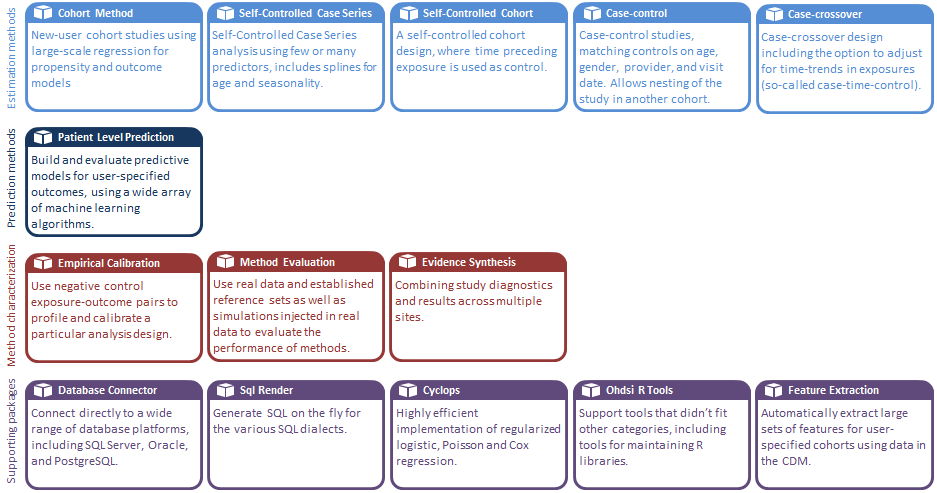 Estimation methods
Cohort Method
New-user cohort studies using
large-scale regression for
propensity and outcome
models
Self-Controlled Case Series
Self-Controlled Case Series
analysis using few or many
predictors, includes splines for
age and seasonality.
Self-Controlled Cohort
A self-controlled cohort
design, where time preceding
exposure is used as control.
Case-control
Case-control studies,
matching controls on age,
gender, provider, and visit
date. Allows nesting of the
study in another cohort.
Case-crossover
Case-crossover design
including the option to adjust
for time-trends in exposures
(so-called case-time-control).
Prediction methods
Patient Level Prediction
Build and evaluate predictive
models for user-specified
outcomes, using a wide array
of machine learning
algorithms.
Method characterization
Empirical Calibration
Use negative control
exposure-outcome pairs to
profile and calibrate a
particular analysis design.
Method Evaluation
Use real data and established
reference sets as well as
simulations injected in real
data to evaluate the
performance of methods.
Evidence Synthesis
Combining study diagnostics
and results across multiple
sites.
Supporting packages
Database Connector
Connect directly to a wide
range of database platforms,
including SQL Server, Oracle,
and PostgreSQL.
Sql Render
Generate SQL on the fly for
the various SQL dialects.
Cyclops
Highly efficient
implementation of regularized
logistic, Poisson and Cox
regression.
Ohdsi R Tools
Support tools that didn't fit
other categories, including
tools for maintaining R
libraries.
Feature Extraction
Automatically extract large
sets of features for user-
specified cohorts using data in
the CDM.